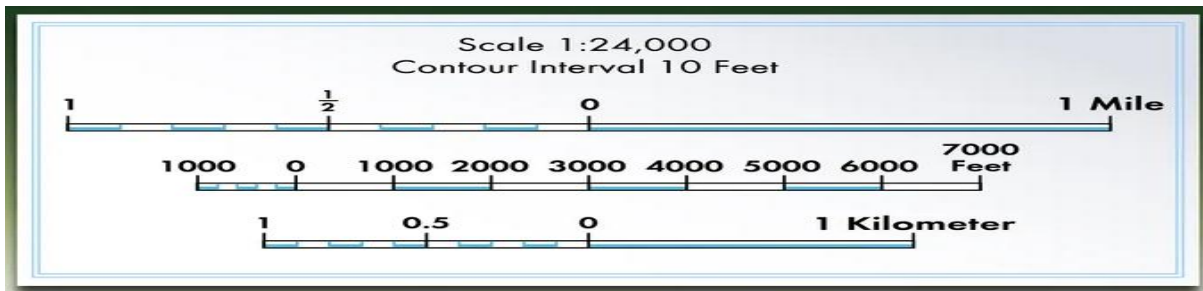 Scale 1:24,000
Contour Interval 10 Feet
1 ½ 0 1 Mile
1000 0 1000 2000 3000 4000 5000 6000 7000 Feet
1 0.5 0 1 Kilometer